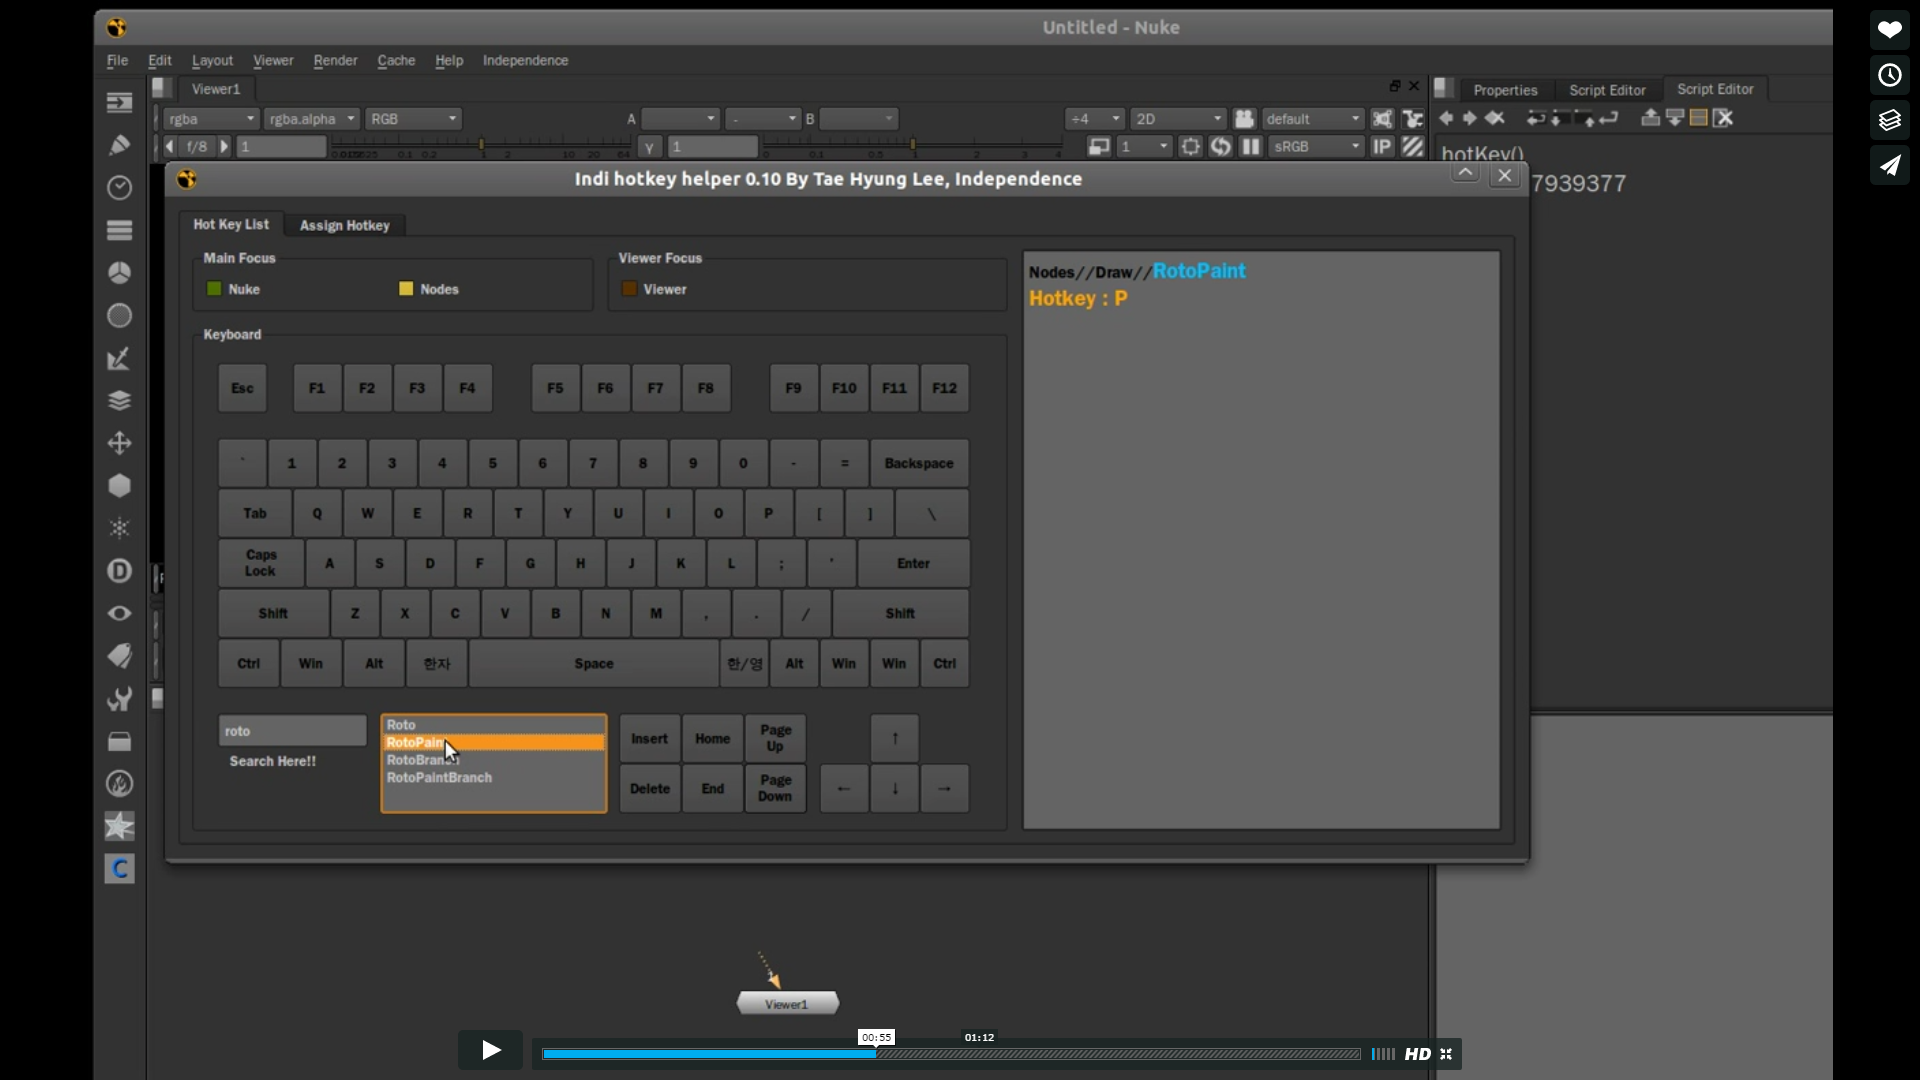 Untitled - Nuke
File Edit Layout Viewer Render Cache Help Independence
Viewer1
Properties Script Editor Script Editor
rgba rgba.alpha RGB A - B ÷4 2D default
f/8 1 γ 1 1 sRGB IP
hotKey()
7939377
Indi hotkey helper 0.10 By Tae Hyung Lee, Independence
Hot Key List Assign Hotkey
Main Focus
Nuke Nodes
Viewer Focus
Viewer
Nodes//Draw//RotoPaint
Hotkey : P
Keyboard
Esc F1 F2 F3 F4 F5 F6 F7 F8 F9 F10 F11 F12
` 1 2 3 4 5 6 7 8 9 0 - = Backspace
Tab Q W E R T Y U I O P [ ] \
Caps Lock A S D F G H J K L ; ' Enter
Shift Z X C V B N M , . / Shift
Ctrl Win Alt 한자 Space 한/영 Alt Win Win Ctrl
roto
Search Here!!
Roto
RotoPain
RotoBran
RotoPaintBranch
Insert Home Page Up ↑
Delete End Page Down ← ↓ →
Viewer1
00:55 01:12
HD